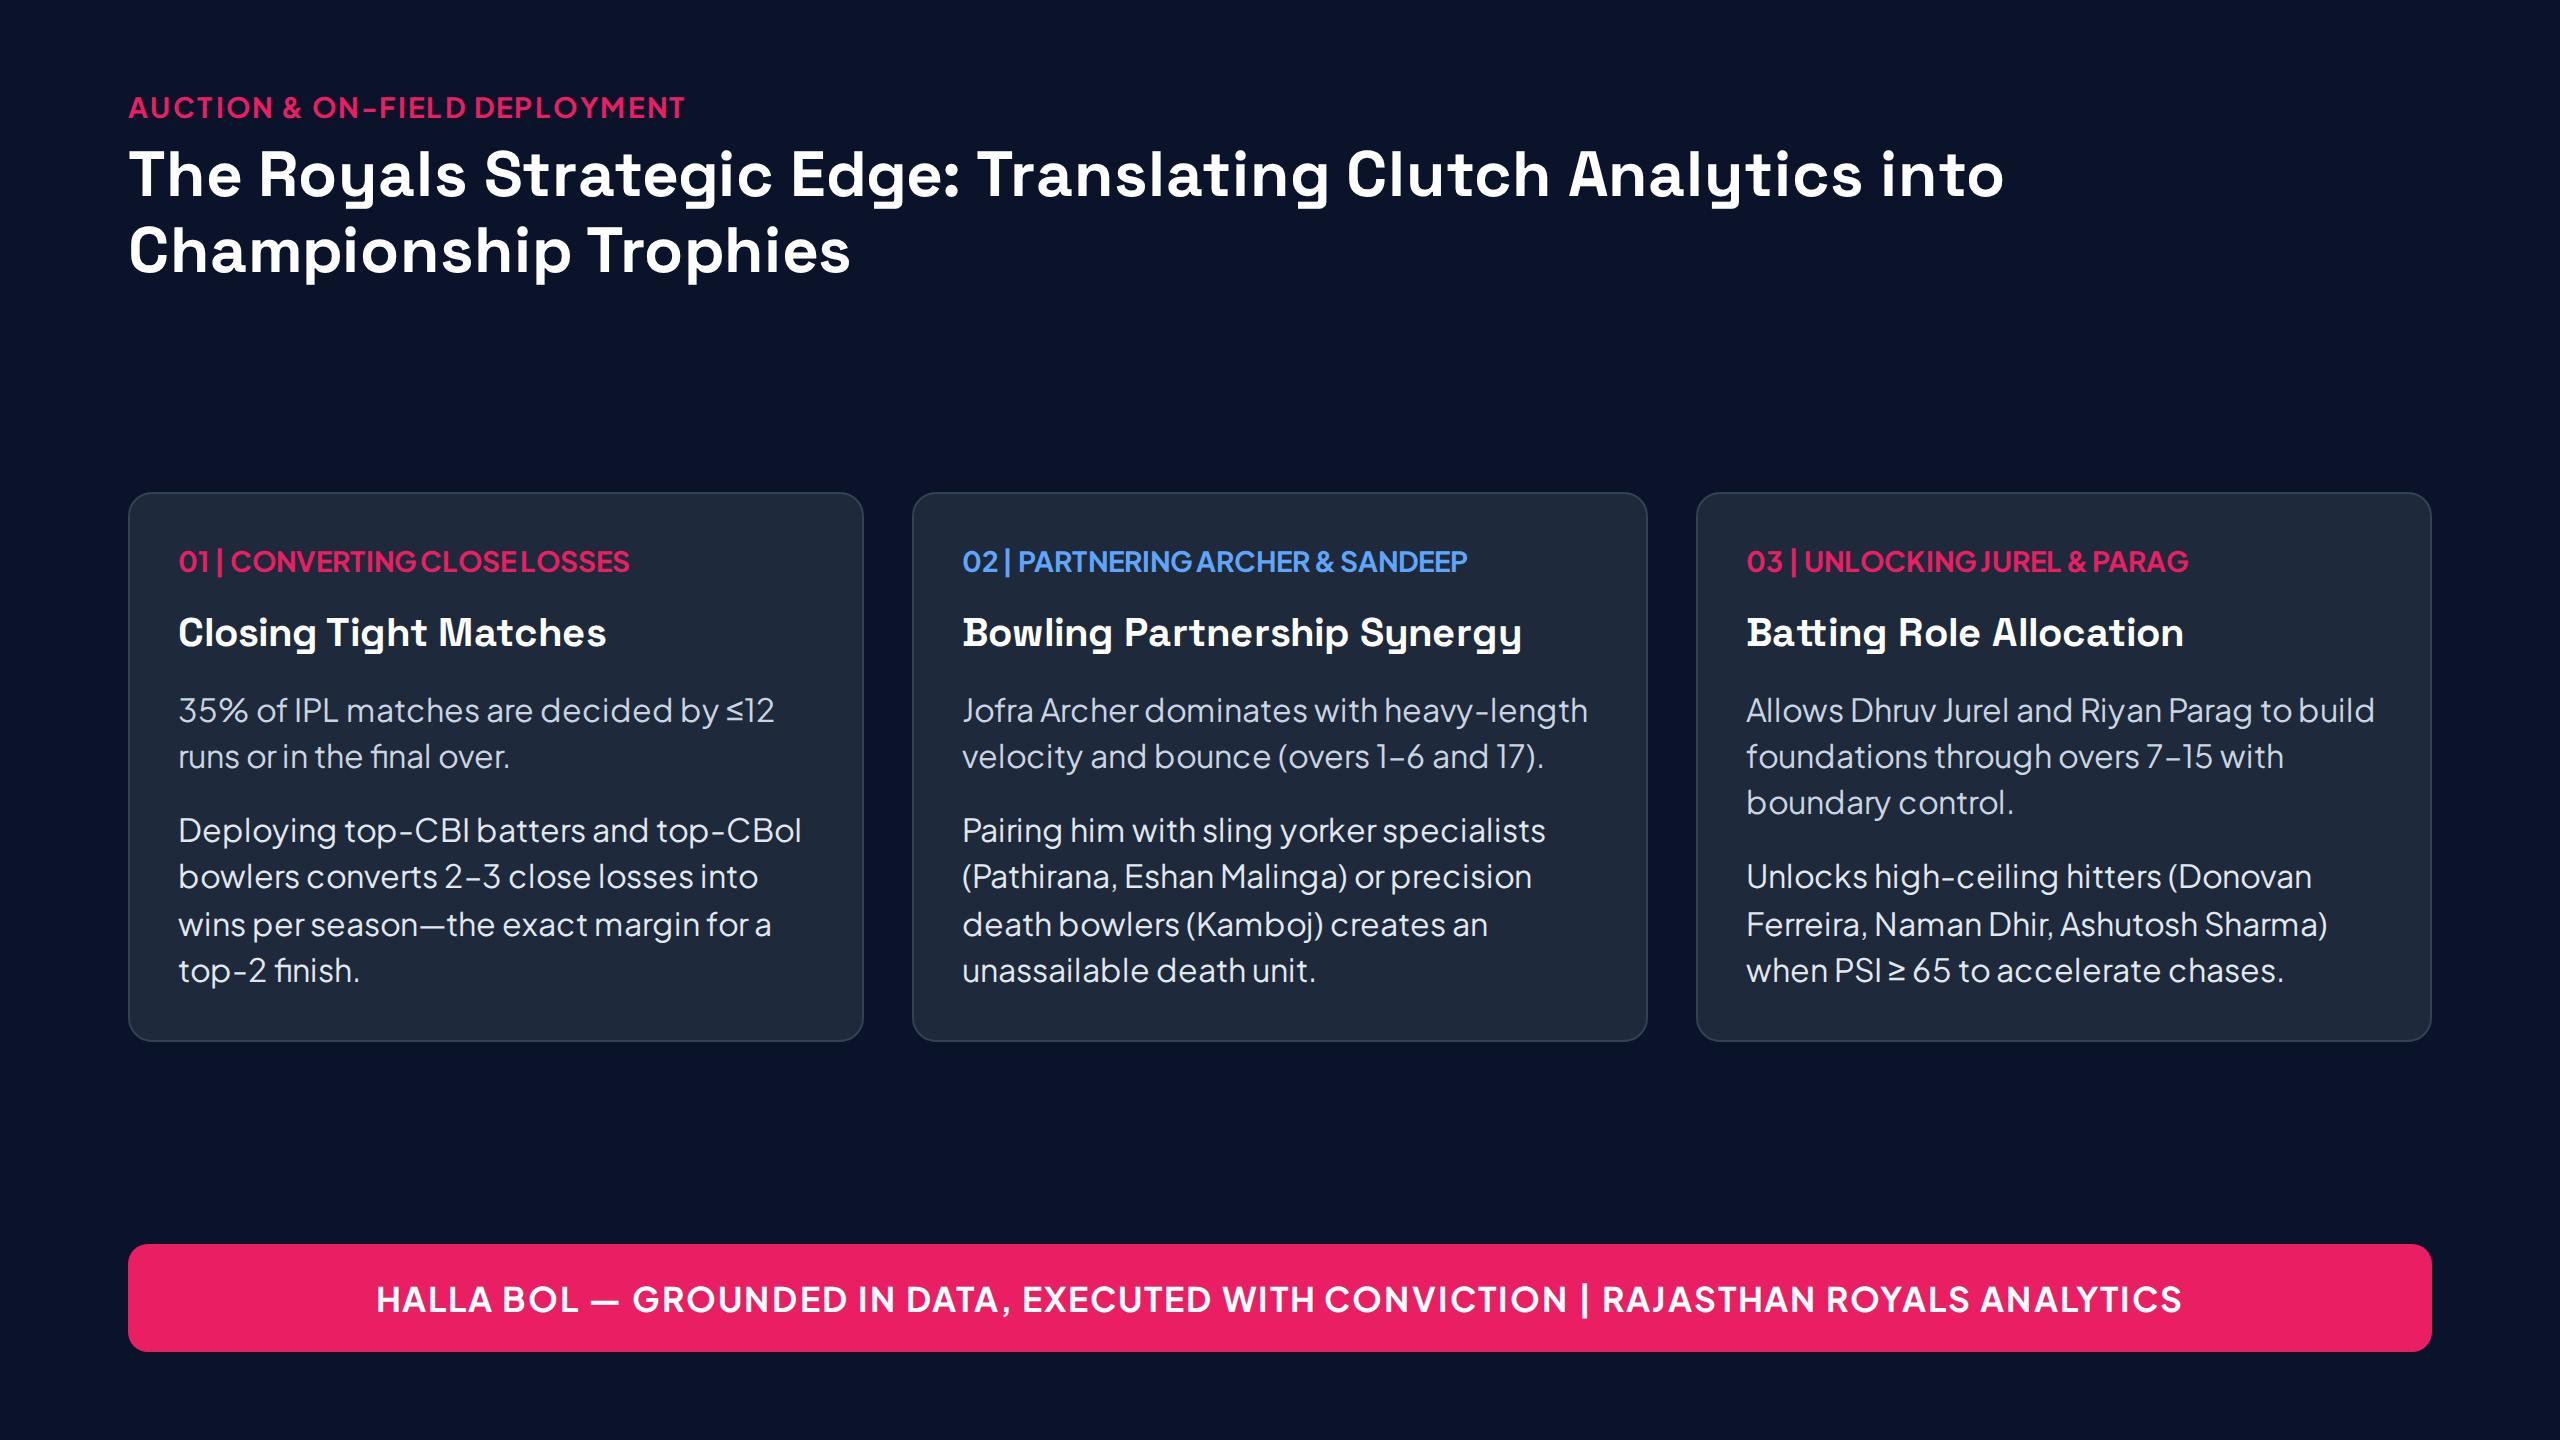 AUCTION & ON-FIELD DEPLOYMENT
The Royals Strategic Edge: Translating Clutch Analytics into
Championship Trophies
01 | CONVERTING CLOSE LOSSES
Closing Tight Matches
35% of IPL matches are decided by ≤12
runs or in the final over.
Deploying top-CBI batters and top-CBol
bowlers converts 2–3 close losses into
wins per season—the exact margin for a
top-2 finish.
02 | PARTNERING ARCHER & SANDEEP
Bowling Partnership Synergy
Jofra Archer dominates with heavy-length
velocity and bounce (overs 1–6 and 17).
Pairing him with sling yorker specialists
(Pathirana, Eshan Malinga) or precision
death bowlers (Kamboj) creates an
unassailable death unit.
03 | UNLOCKING JUREL & PARAG
Batting Role Allocation
Allows Dhruv Jurel and Riyan Parag to build
foundations through overs 7–15 with
boundary control.
Unlocks high-ceiling hitters (Donovan
Ferreira, Naman Dhir, Ashutosh Sharma)
when PSI ≥ 65 to accelerate chases.
HALLA BOL — GROUNDED IN DATA, EXECUTED WITH CONVICTION | RAJASTHAN ROYALS ANALYTICS